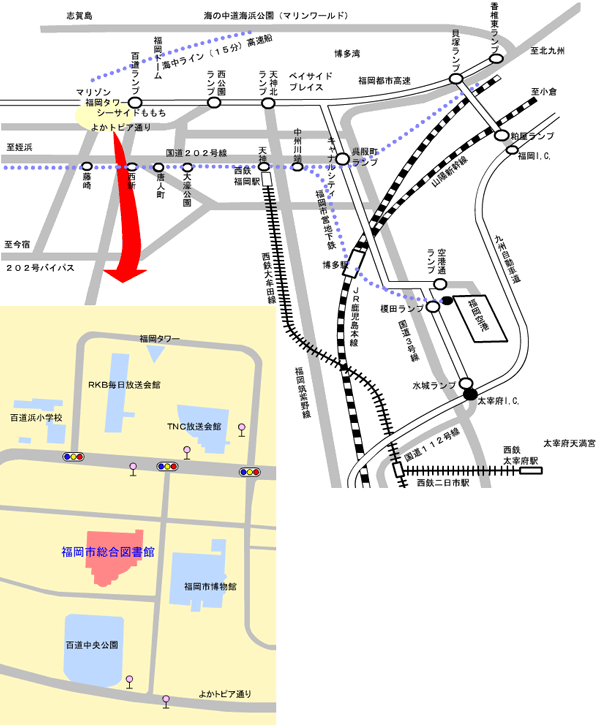 志賀島
海の中道海浜公園（マリンワールド）
香椎東ランプ
至北九州
福岡ドーム
海中ライン（１５分）高速船
博多湾
貝塚ランプ
百道ランプ
西公園ランプ
天神北ランプ
ベイサイドプレイス
福岡都市高速
マリゾン
福岡タワー
シーサイドももち
よかトピア通り
至小倉
至姪浜
国道２０２号線
天神
中州川端
キャナルシティ
呉服町ランプ
粕屋ランプ
福岡I.C.
山陽新幹線
藤崎
西新
唐人町
大濠公園
西鉄福岡駅
福岡市営地下鉄
至今宿
２０２号バイパス
西鉄大牟田線
博多駅
空港通ランプ
九州自動車道
榎田ランプ
福岡空港
JR鹿児島本線
国道３号線
福岡筑紫野線
水城ランプ
太宰府I.C.
国道１１２号線
西鉄太宰府駅
太宰府天満宮
西鉄二日市駅
福岡タワー
RKB毎日放送会館
百道浜小学校
TNC放送会館
福岡市総合図書館
福岡市博物館
百道中央公園
よかトピア通り